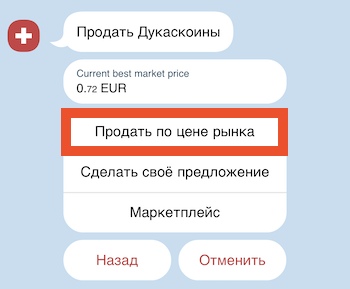 Продать Дукаскоины
Current best market price
0.72 EUR
Продать по цене рынка
Сделать своё предложение
Маркетплейс
Назад
Отменить